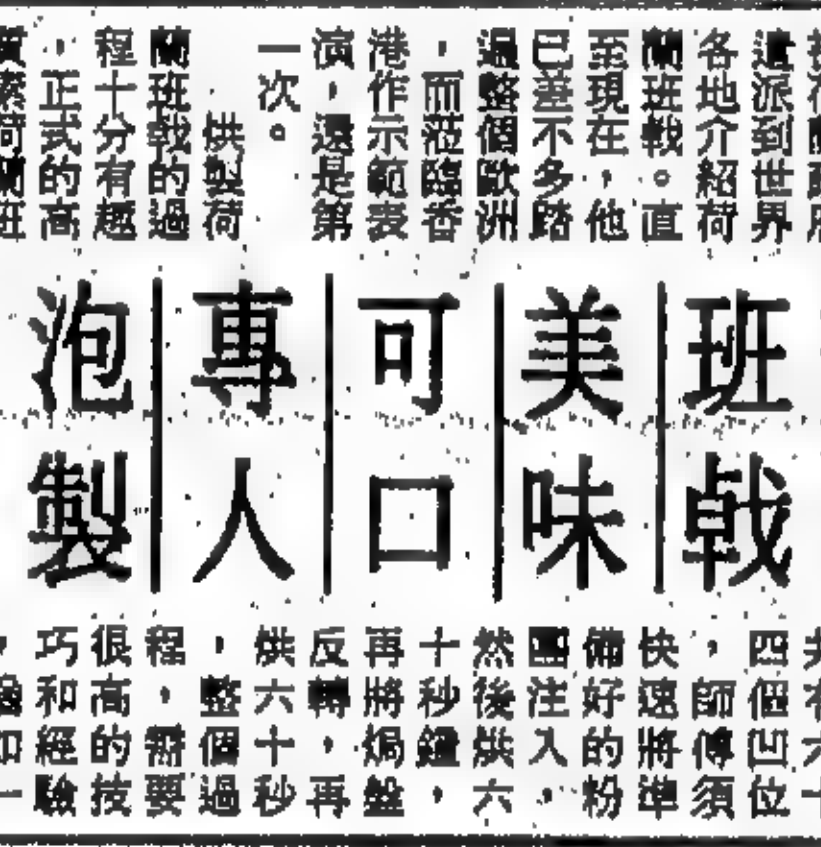 遣派到世界
各地介紹荷
蘭班戟。直
至現在,他
已差不多踏
過整個歐洲
,而蒞臨香
港作示範表
演,還是第
一次。
烘製荷
蘭班戟的過
程十分有趣
,正式的高
質素荷蘭班
班戟
美味
可口
專人
泡製
四個凹位
,師傅須
快速將準
備好的粉
團注入,
然後烘六
十秒鐘,
再將焗盤
反轉,再
烘六十秒
,整個過
程,需要
很高的技
巧和經驗